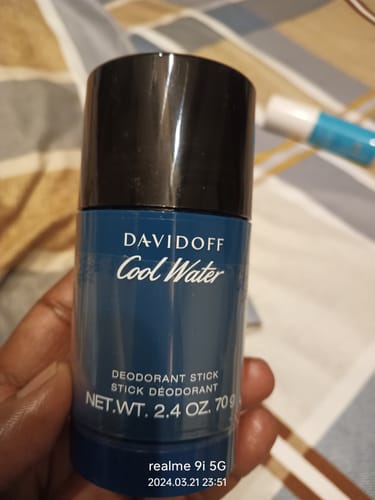 DAVIDOFF
Cool Water
DEODORANT STICK
STICK DÉODORANT
NET.WT. 2.4 OZ. 70 g
realme 9i 5G
2024.03.21 23:51